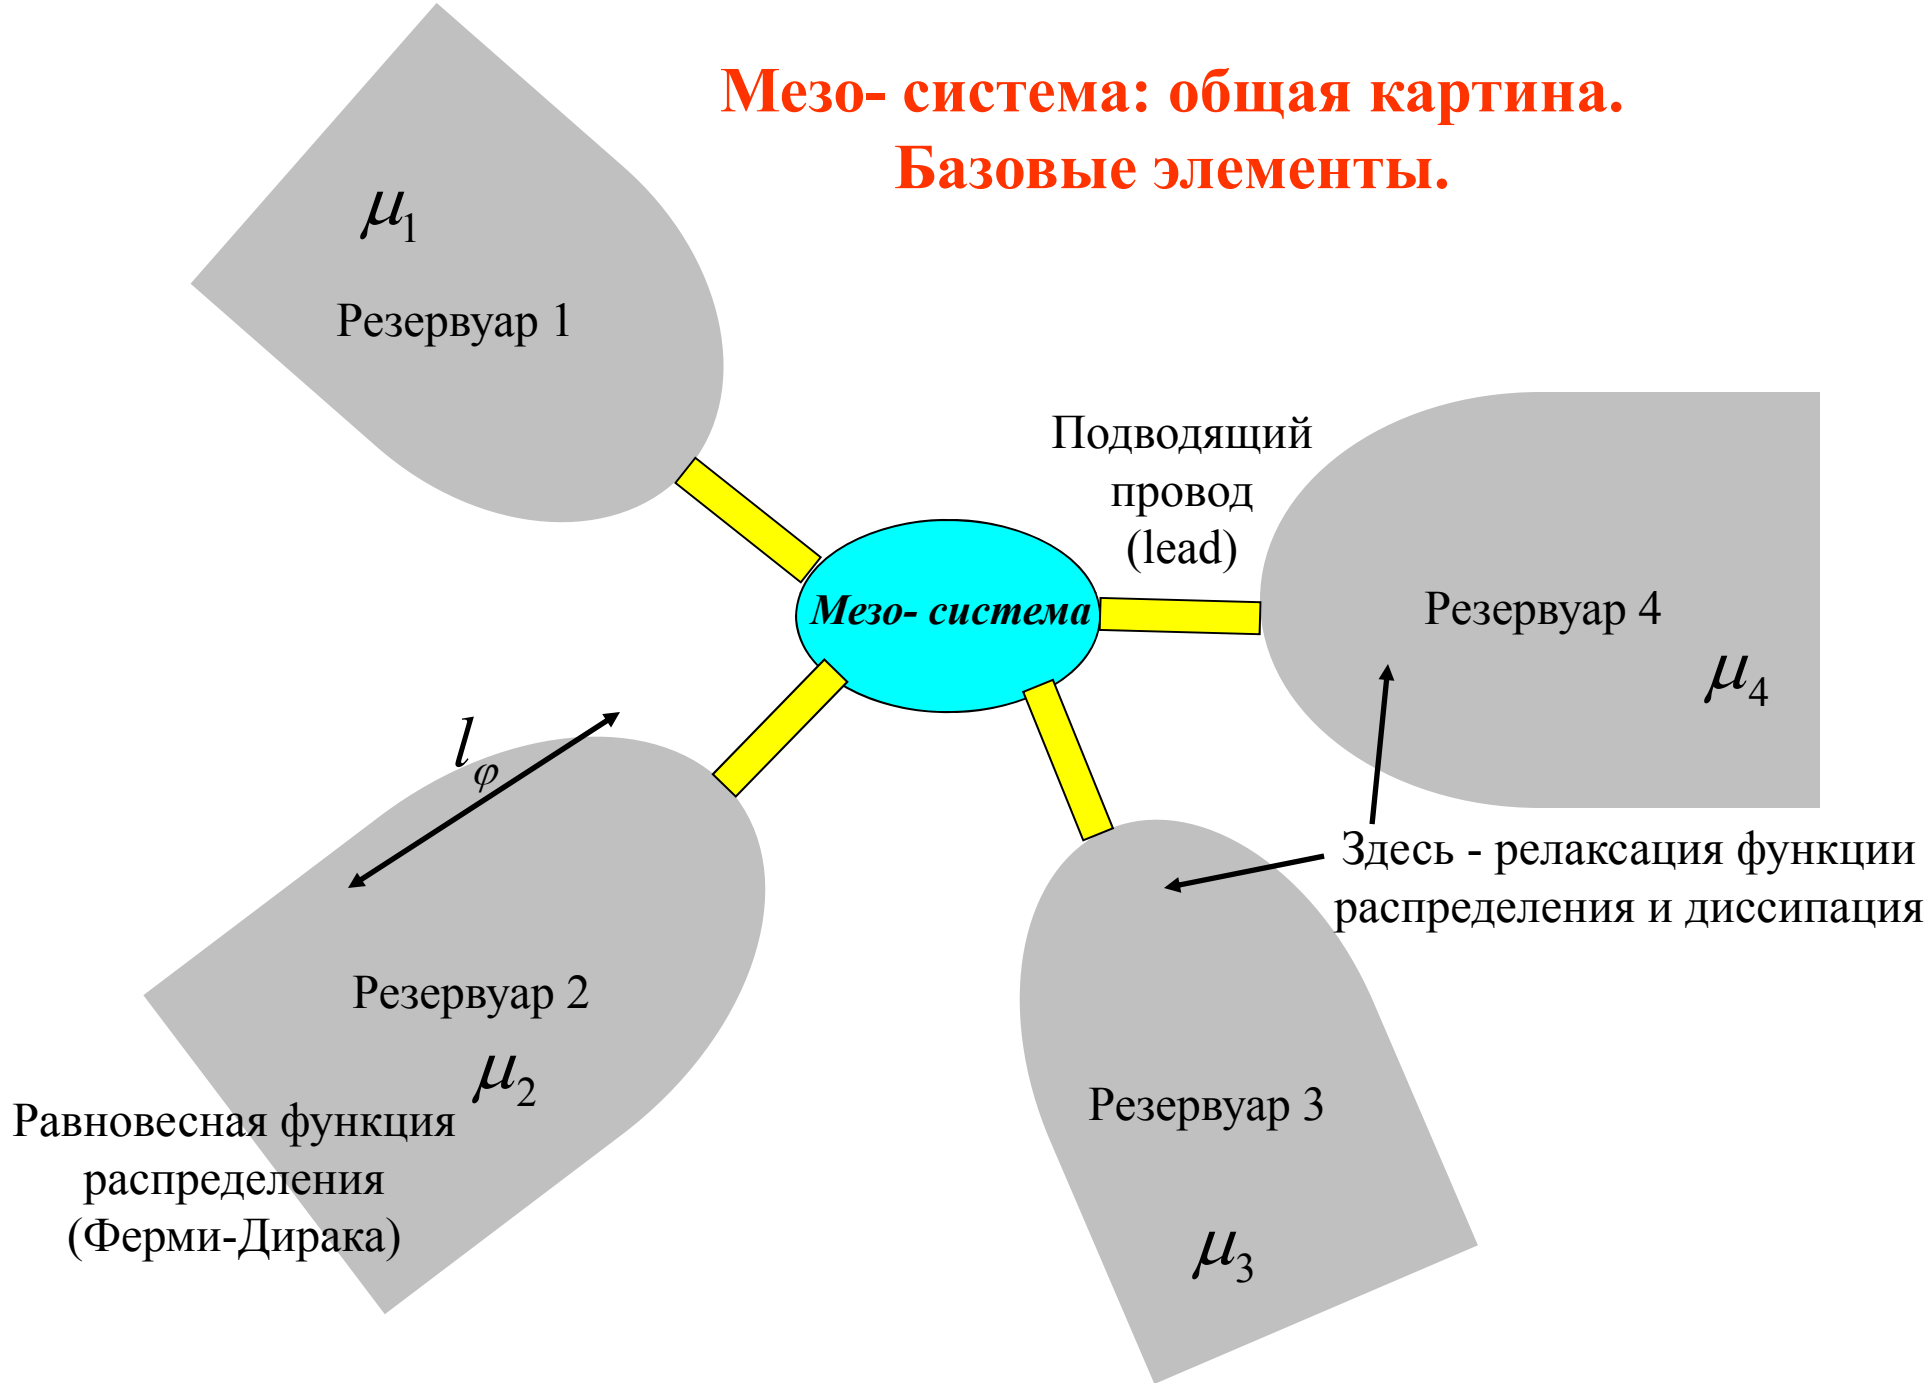 Мезо- система: общая картина.
Базовые элементы.
μ₁
Резервуар 1
Подводящий
провод
(lead)
Мезо- система
Резервуар 4
μ₄
l_φ
Здесь - релаксация функции
распределения и диссипация
Резервуар 2
μ₂
Равновесная функция
распределения
(Ферми-Дирака)
Резервуар 3
μ₃